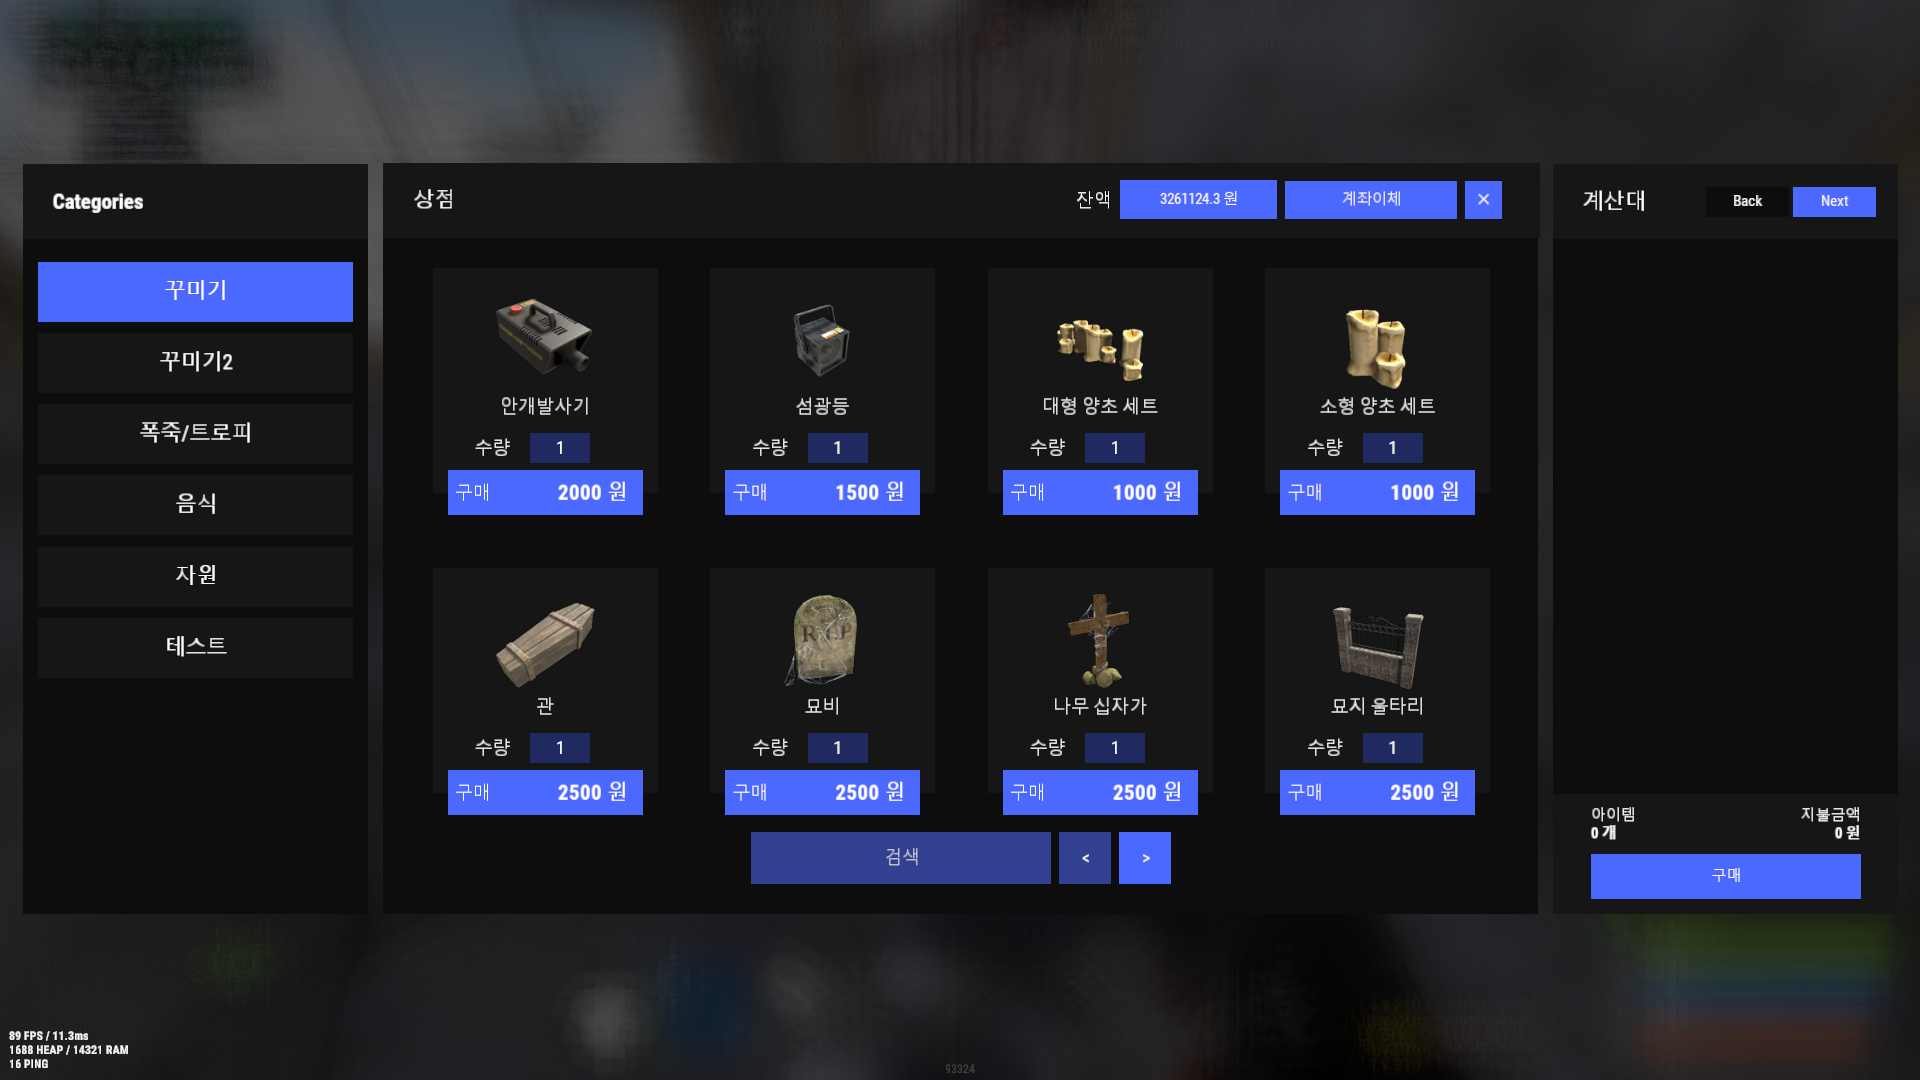 Categories
꾸미기
꾸미기2
폭죽/트로피
음식
자원
테스트
상점
잔액
3261124.3 원
계좌이체
×
안개발사기
섬광등
대형 양초 세트
소형 양초 세트
수량 1
수량 1
수량 1
수량 1
구매 2000 원
구매 1500 원
구매 1000 원
구매 1000 원
관
묘비
나무 십자가
묘지 울타리
수량 1
수량 1
수량 1
수량 1
구매 2500 원
구매 2500 원
구매 2500 원
구매 2500 원
검색
<
>
계산대
Back
Next
아이템
0 개
지불금액
0 원
구매
89 FPS / 11.3ms
1688 HEAP / 14321 RAM
16 PING
93324